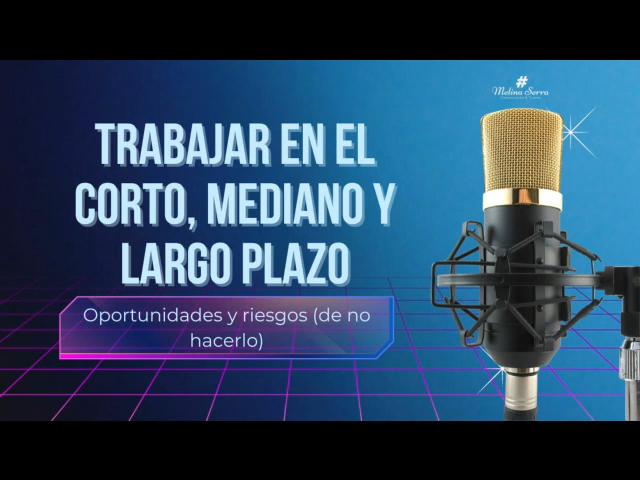 #
Melina Serra
TRABAJAR EN EL
CORTO, MEDIANO Y
LARGO PLAZO
Oportunidades y riesgos (de no
hacerlo)